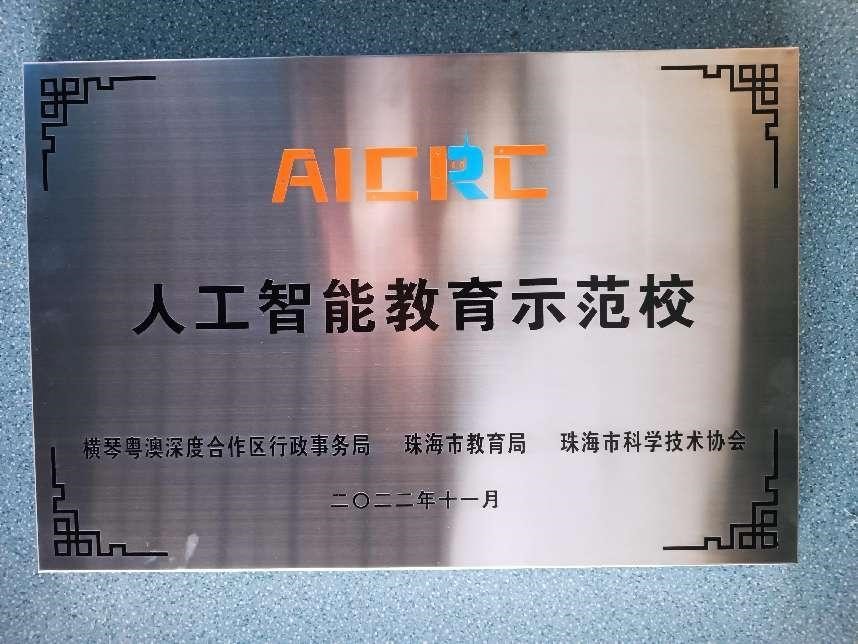 AICRC
人工智能教育示范校
横琴粤澳深度合作区行政事务局 珠海市教育局 珠海市科学技术协会
二〇二二年十一月